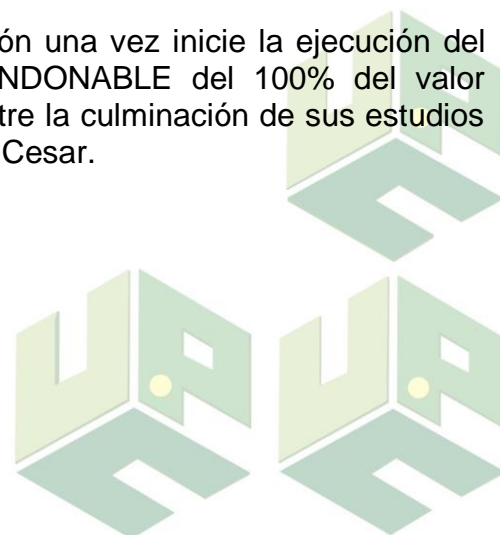 ón una vez inicie la ejecución del
NDONABLE del 100% del valor
tre la culminación de sus estudios
Cesar.